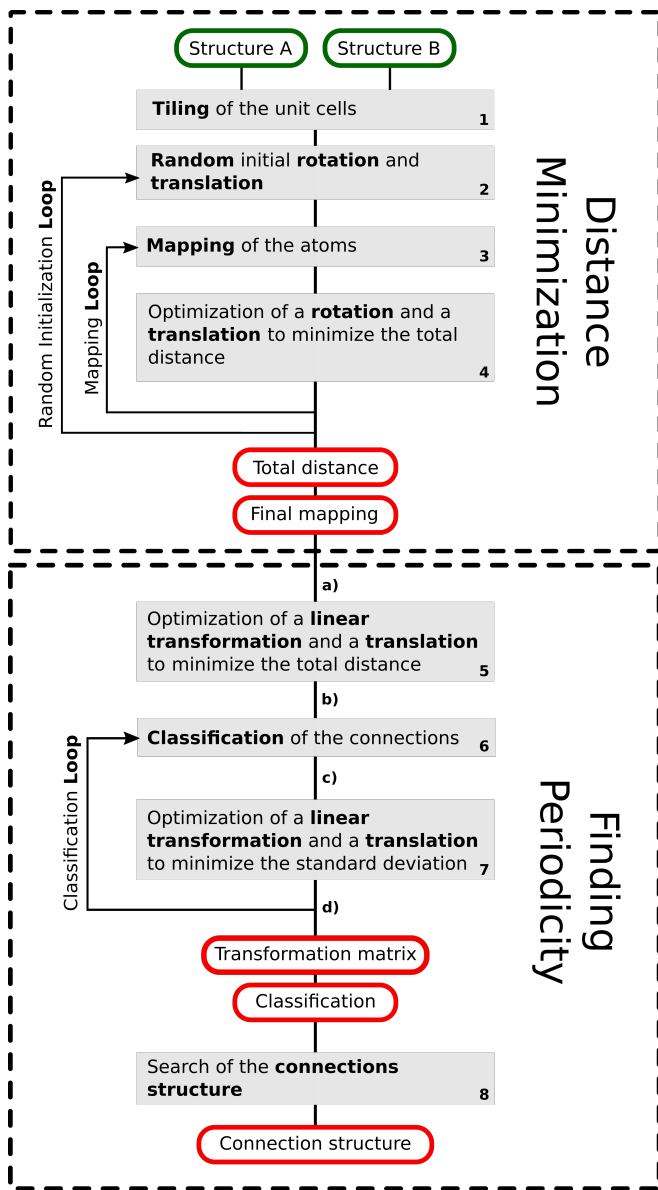 Structure A
Structure B
Tiling of the unit cells
1
Random initial rotation and
translation
2
Mapping of the atoms
3
Optimization of a rotation and a
translation to minimize the total
distance
4
Random Initialization Loop
Mapping Loop
Distance
Minimization
Total distance
Final mapping
a)
Optimization of a linear
transformation and a translation
to minimize the total distance
5
b)
Classification of the connections
6
c)
Optimization of a linear
transformation and a translation
to minimize the standard deviation
7
d)
Classification Loop
Finding
Periodicity
Transformation matrix
Classification
Search of the connections
structure
8
Connection structure